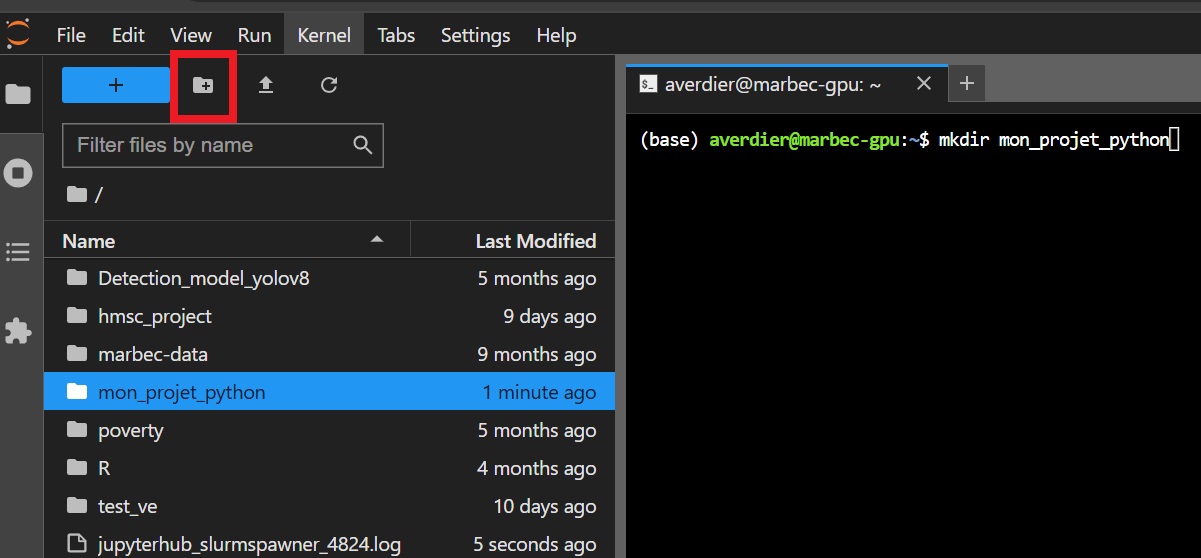 File Edit View Run Kernel Tabs Settings Help
Filter files by name
/
Name Last Modified
Detection_model_yolov8 5 months ago
hmsc_project 9 days ago
marbec-data 9 months ago
mon_projet_python 1 minute ago
poverty 5 months ago
R 4 months ago
test_ve 10 days ago
jupyterhub_slurmspawner_4824.log 5 seconds ago
$_ averdier@marbec-gpu: ~
(base) averdier@marbec-gpu:~$ mkdir mon_projet_python